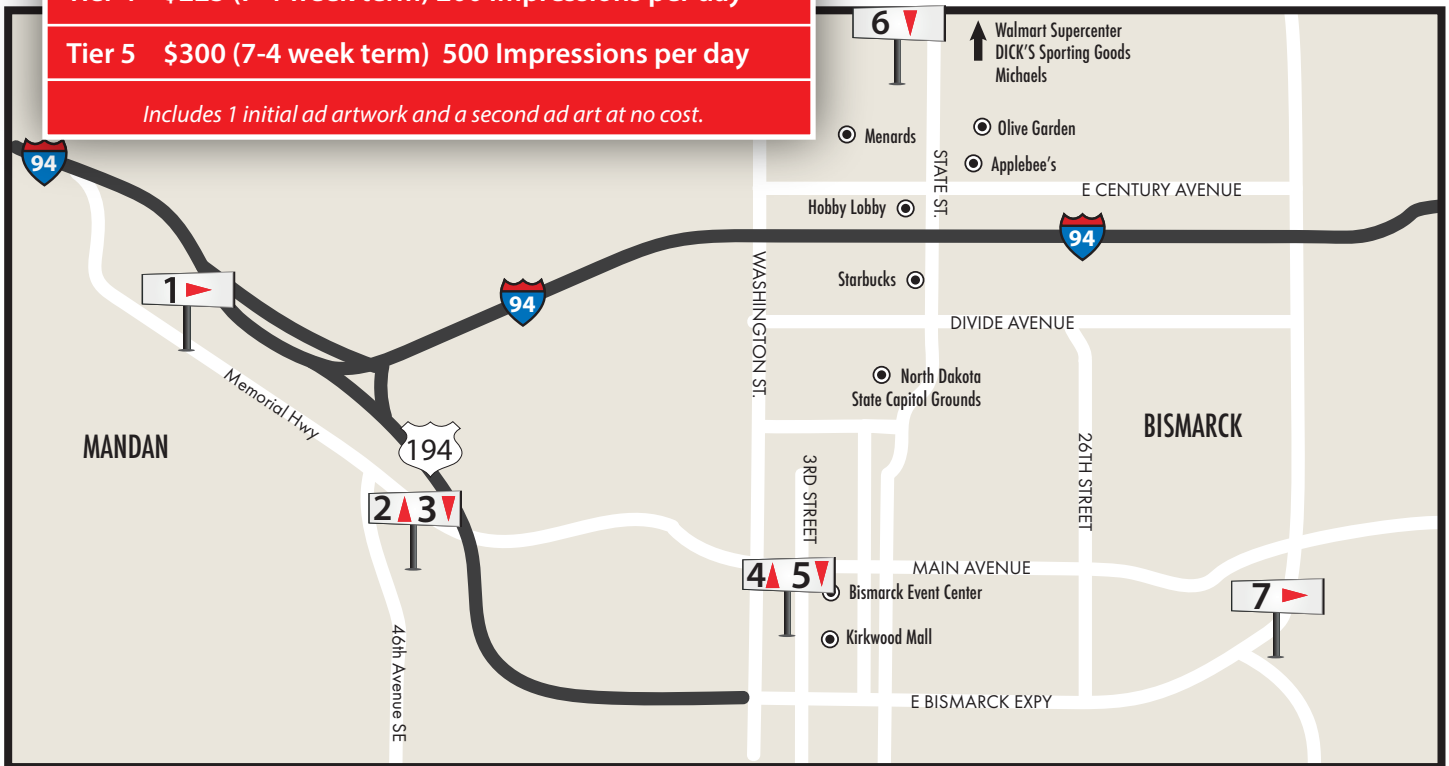 Tier 5 $300 (7-4 week term) 500 Impressions per day
Includes 1 initial ad artwork and a second ad art at no cost.
6
Walmart Supercenter
DICK'S Sporting Goods
Michaels
Menards
Olive Garden
Applebee's
STATE ST.
E CENTURY AVENUE
Hobby Lobby
94
94
94
1
WASHINGTON ST.
Starbucks
DIVIDE AVENUE
Memorial Hwy
North Dakota
State Capitol Grounds
MANDAN
BISMARCK
194
2 3
3RD STREET
26TH STREET
4 5
MAIN AVENUE
Bismarck Event Center
7
Kirkwood Mall
46th Avenue SE
E BISMARCK EXPY